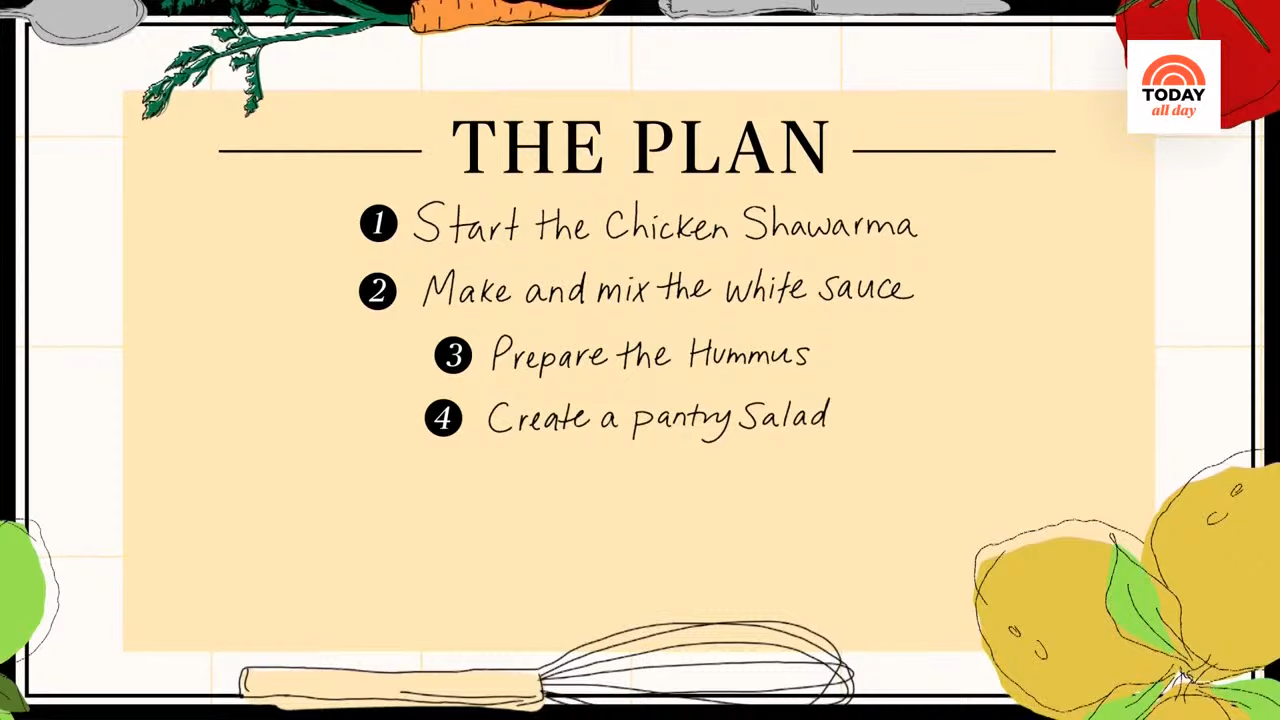 TODAY
all day
THE PLAN
1 Start the Chicken Shawarma
2 Make and mix the white sauce
3 Prepare the Hummus
4 Create a pantry Salad